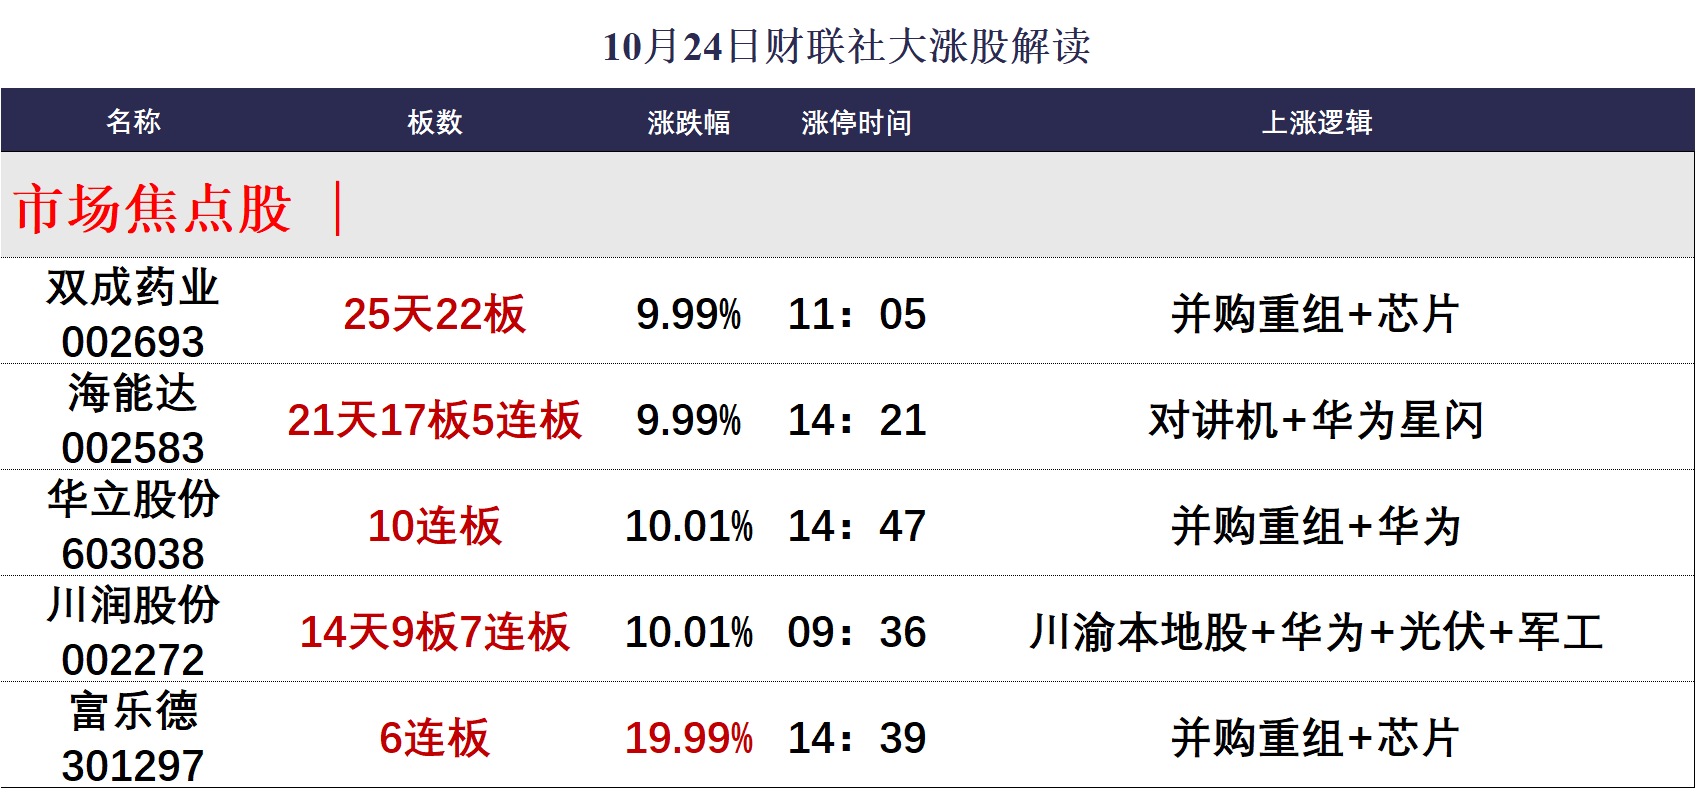 10月24日财联社大涨股解读
名称 板数 涨跌幅 涨停时间 上涨逻辑
市场焦点股 |
双成药业
002693 25天22板 9.99% 11：05 并购重组+芯片
海能达
002583 21天17板5连板 9.99% 14：21 对讲机+华为星闪
华立股份
603038 10连板 10.01% 14：47 并购重组+华为
川润股份
002272 14天9板7连板 10.01% 09：36 川渝本地股+华为+光伏+军工
富乐德
301297 6连板 19.99% 14：39 并购重组+芯片